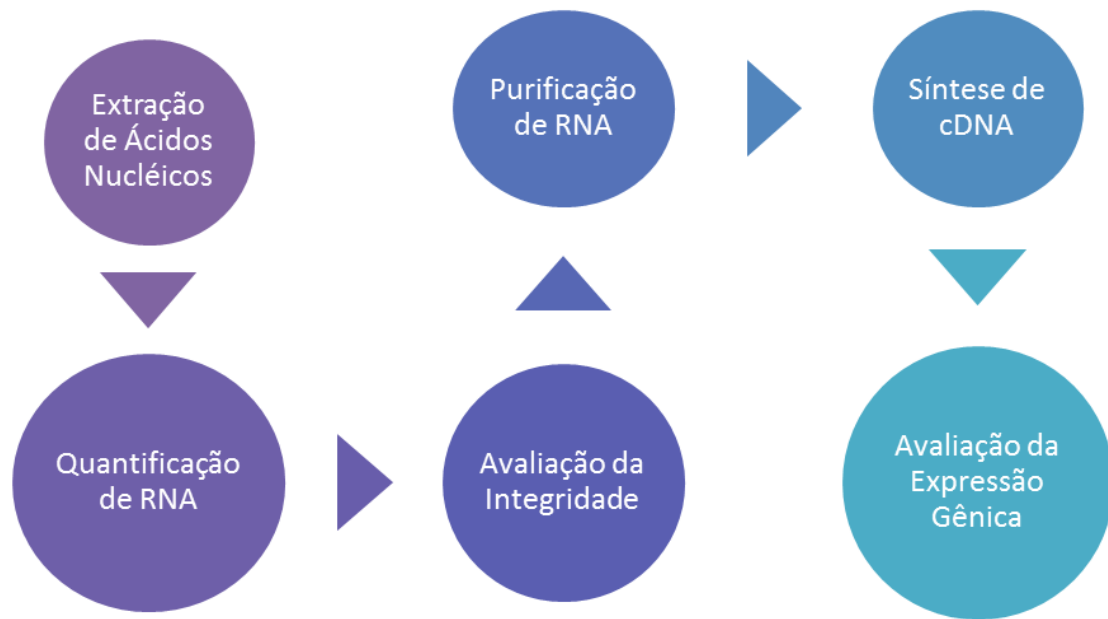 Extração
de Ácidos
Nucléicos
Quantificação
de RNA
Avaliação da
Integridade
Purificação
de RNA
Síntese de
cDNA
Avaliação da
Expressão
Gênica